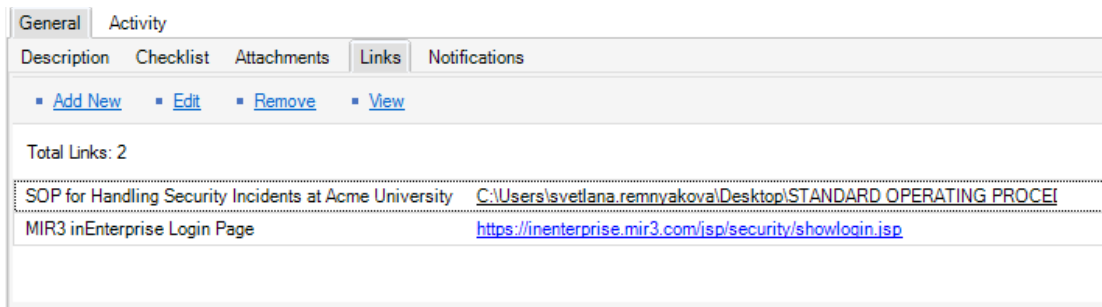 General Activity
Description Checklist Attachments Links Notifications
Add New Edit Remove View
Total Links: 2
SOP for Handling Security Incidents at Acme University C:\Users\svetlana.remnyakova\Desktop\STANDARD OPERATING PROCE
MIR3 inEnterprise Login Page https://inenterprise.mir3.com/jsp/security/showlogin.jsp